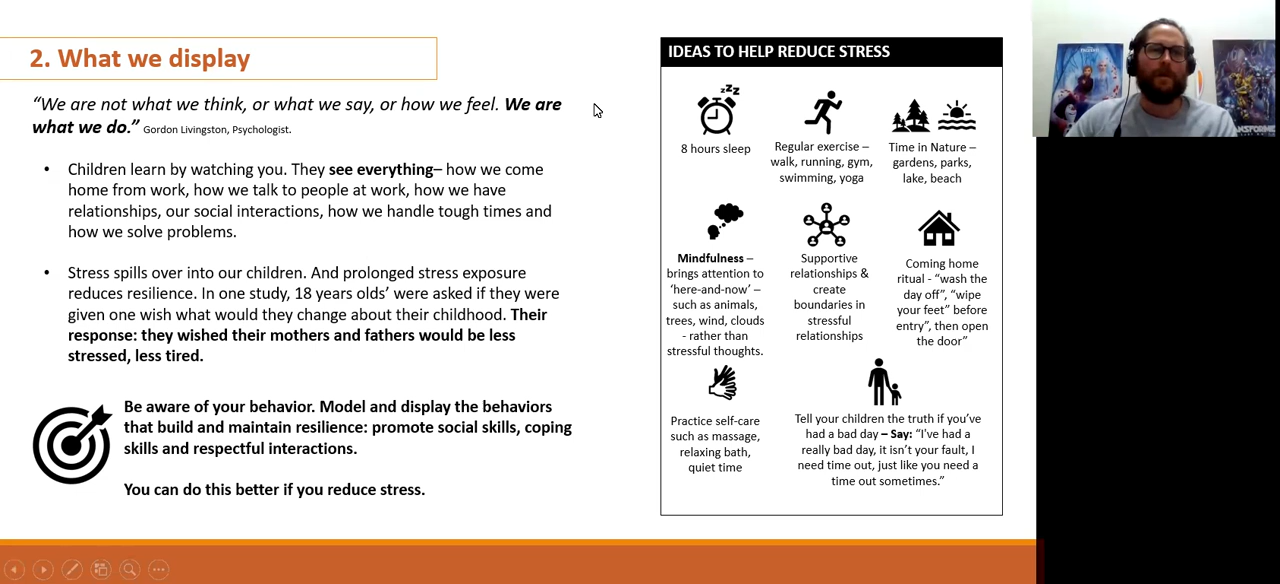 2. What we display
“We are not what we think, or what we say, or how we feel. We are
what we do.” Gordon Livingston, Psychologist.
• Children learn by watching you. They see everything– how we come
home from work, how we talk to people at work, how we have
relationships, our social interactions, how we handle tough times and
how we solve problems.
• Stress spills over into our children. And prolonged stress exposure
reduces resilience. In one study, 18 years olds’ were asked if they were
given one wish what would they change about their childhood. Their
response: they wished their mothers and fathers would be less
stressed, less tired.
Be aware of your behavior. Model and display the behaviors
that build and maintain resilience: promote social skills, coping
skills and respectful interactions.
You can do this better if you reduce stress.
IDEAS TO HELP REDUCE STRESS
zzZ
8 hours sleep
Regular exercise –
walk, running, gym,
swimming, yoga
Time in Nature –
gardens, parks,
lake, beach
Mindfulness –
brings attention to
‘here-and-now’ –
such as animals,
trees, wind, clouds
- rather than
stressful thoughts.
Supportive
relationships &
create
boundaries in
stressful
relationships
Coming home
ritual - “wash the
day off”, “wipe
your feet” before
entry”, then open
the door”
Practice self-care
such as massage,
relaxing bath,
quiet time
Tell your children the truth if you’ve
had a bad day – Say: “I’ve had a
really bad day, it isn’t your fault, I
need time out, just like you need a
time out sometimes.”